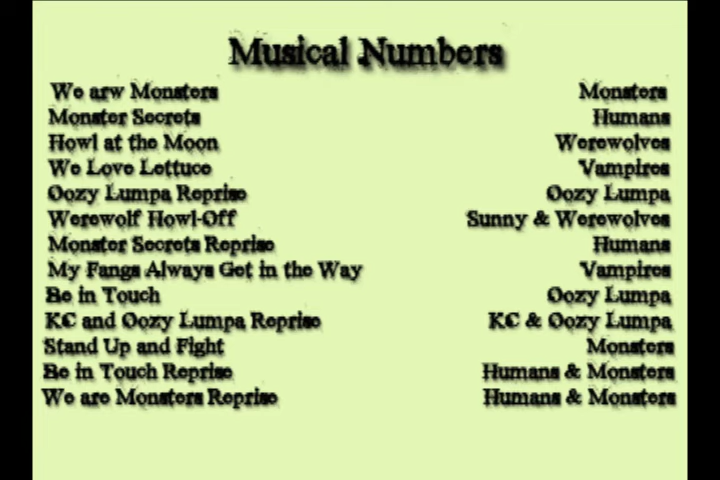 Musical Numbers
We arw Monsters Monsters
Monster Secrets Humans
Howl at the Moon Werewolves
We Love Lettuce Vampires
Oozy Lumpa Reprise Oozy Lumpa
Werewolf Howl-Off Sunny & Werewolves
Monster Secrets Reprise Humans
My Fangs Always Get in the Way Vampires
Be in Touch Oozy Lumpa
KC and Oozy Lumpa Reprise KC & Oozy Lumpa
Stand Up and Fight Monsters
Be in Touch Reprise Humans & Monsters
We are Monsters Reprise Humans & Monsters